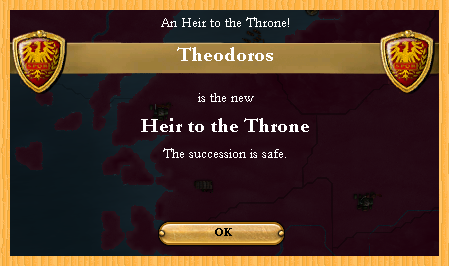 An Heir to the Throne!
Theodoros
is the new
Heir to the Throne
The succession is safe.
OK